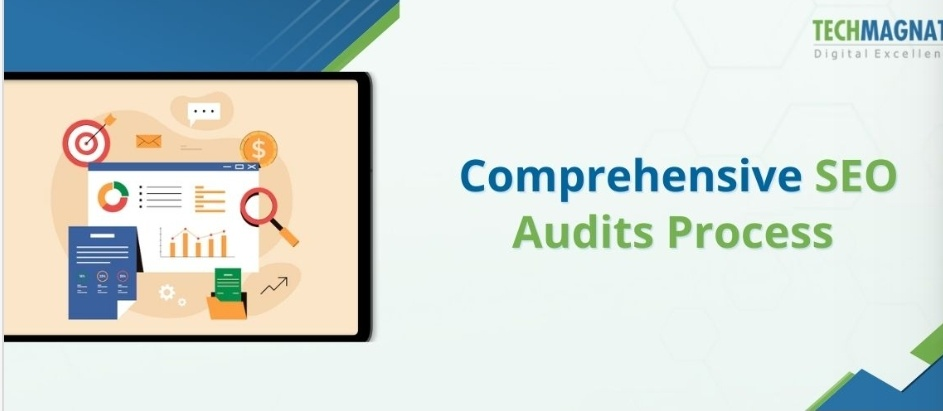 TECHMAGNAT
Digital Excellen
Comprehensive SEO
Audits Process
$